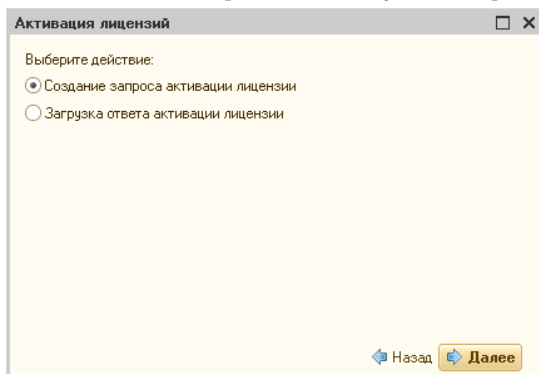 Активация лицензий
Выберите действие:
Создание запроса активации лицензии
Загрузка ответа активации лицензии
Назад Далее